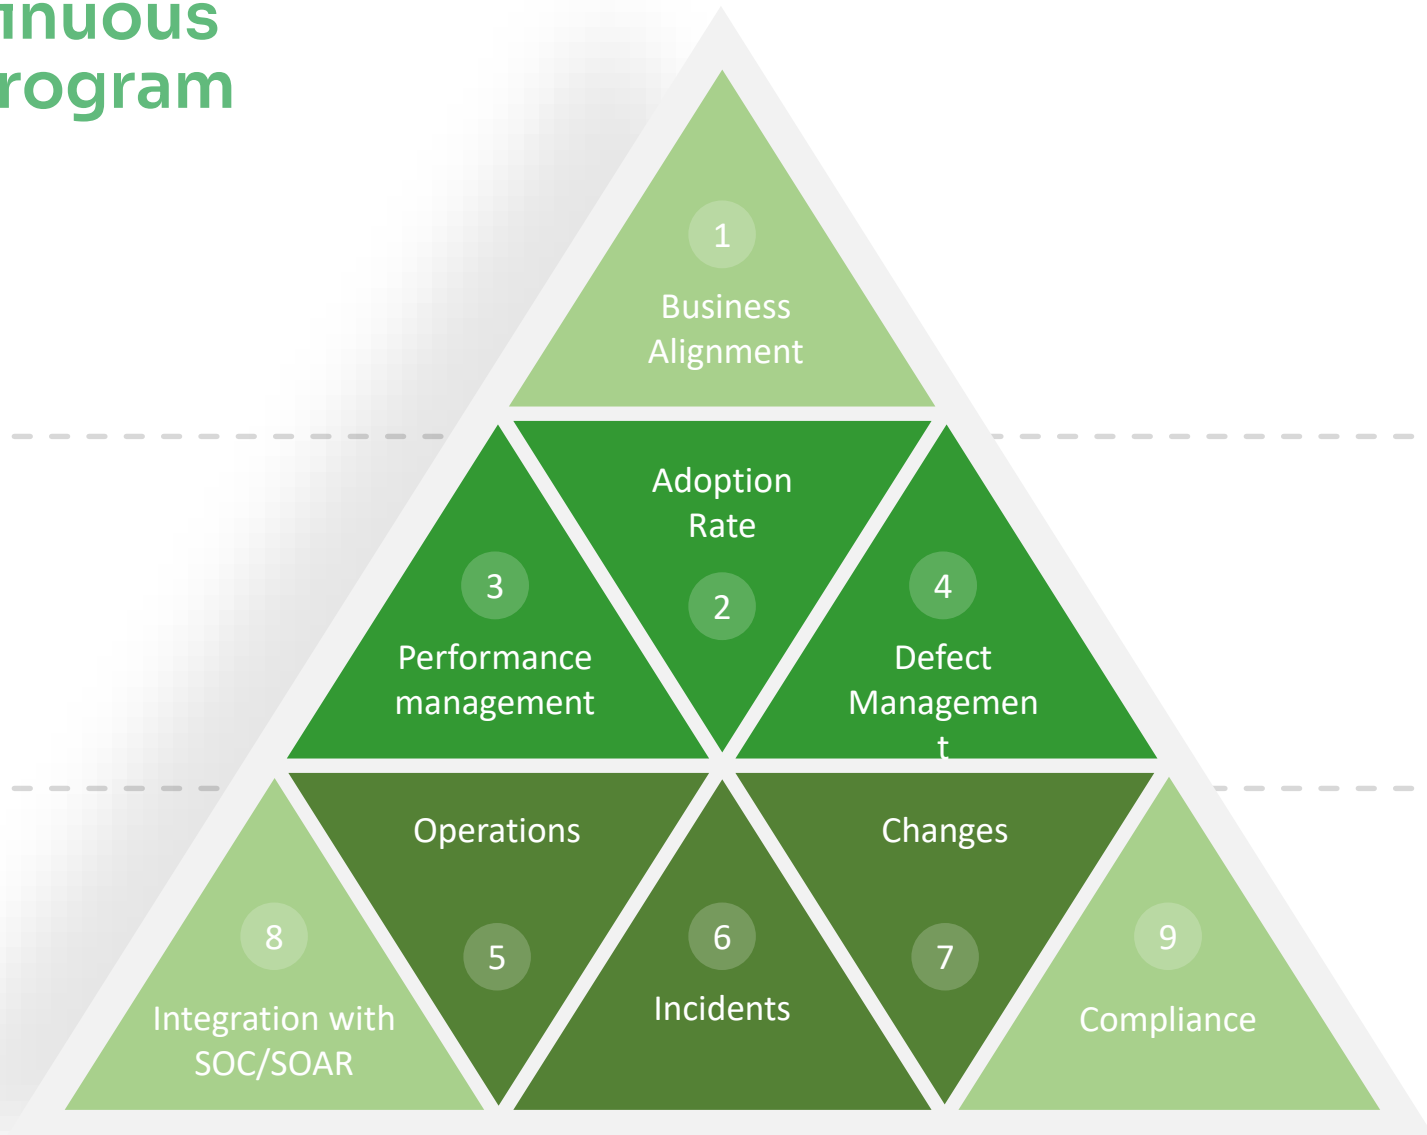 inuous
rogram
1
Business
Alignment
Adoption
Rate
2
3
Performance
management
4
Defect
Managemen
t
Operations
5
6
Incidents
Changes
7
8
Integration with
SOC/SOAR
9
Compliance